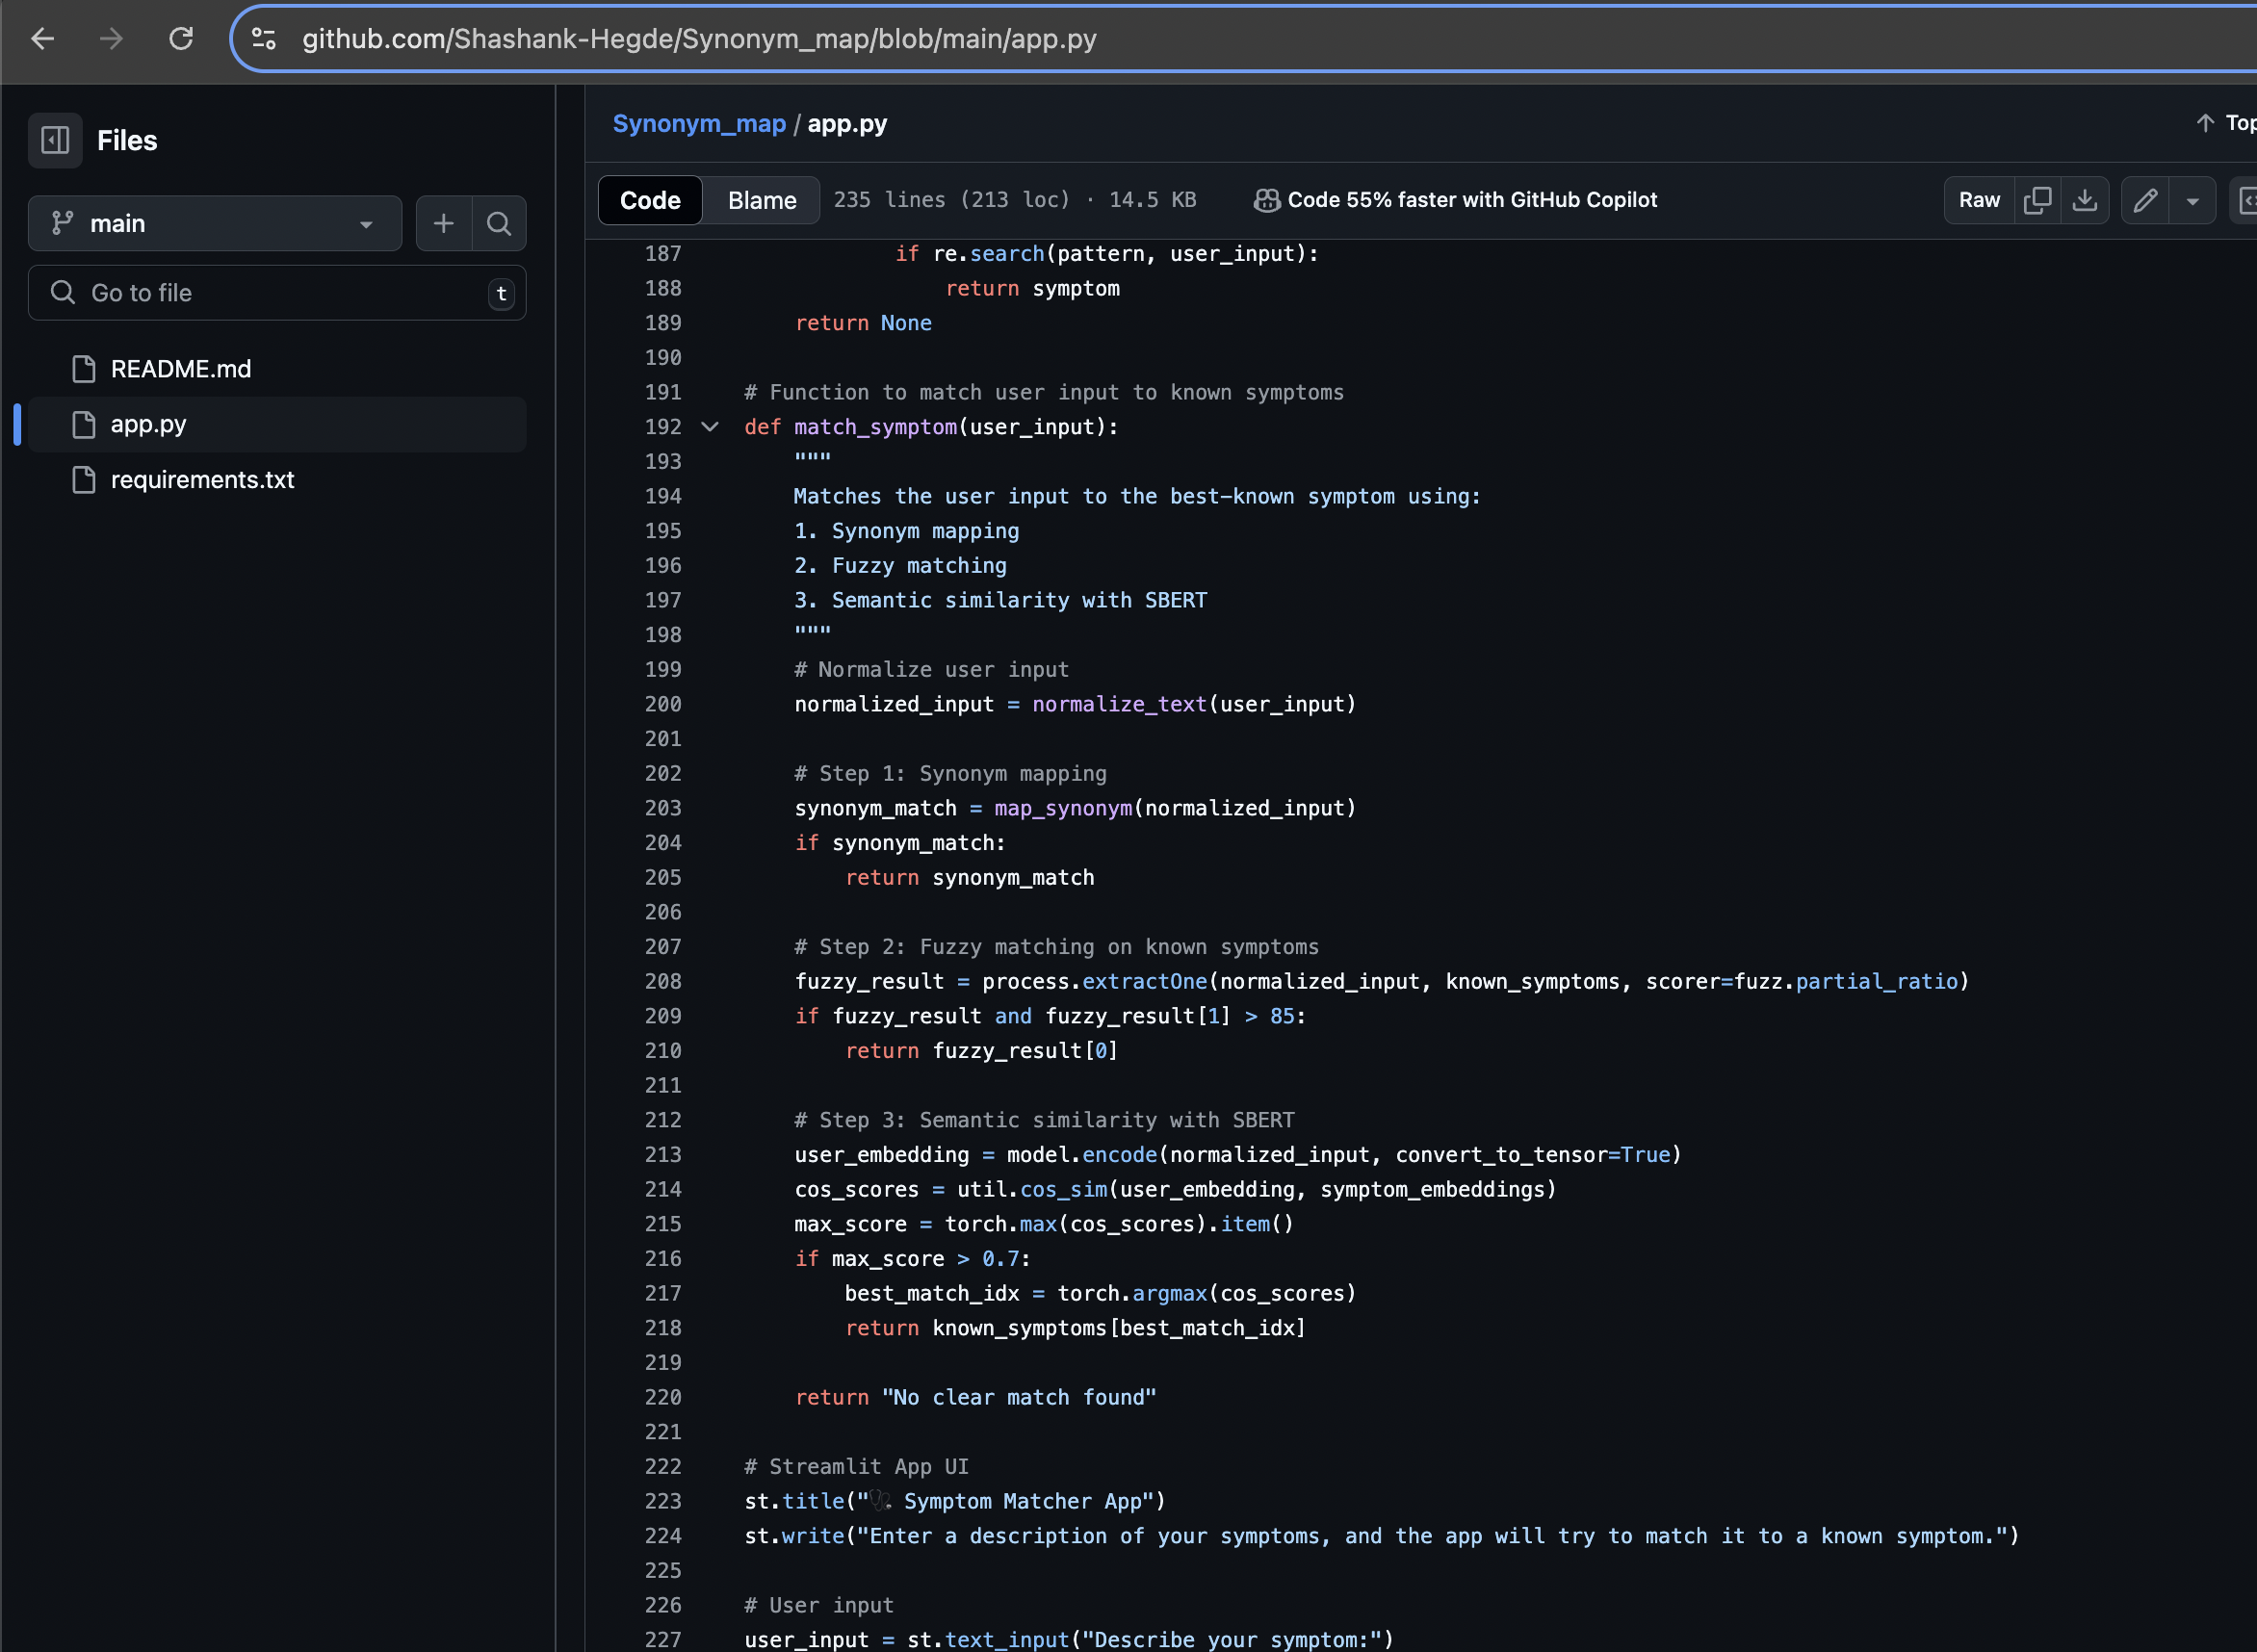 github.com/Shashank-Hegde/Synonym_map/blob/main/app.py
Files
main
Go to file
t
README.md
app.py
requirements.txt
Synonym_map / app.py
Top
Code Blame 235 lines (213 loc) · 14.5 KB Code 55% faster with GitHub Copilot Raw
187 if re.search(pattern, user_input):
188 return symptom
189 return None
190
191 # Function to match user input to known symptoms
192 def match_symptom(user_input):
193 """
194 Matches the user input to the best-known symptom using:
195 1. Synonym mapping
196 2. Fuzzy matching
197 3. Semantic similarity with SBERT
198 """
199 # Normalize user input
200 normalized_input = normalize_text(user_input)
201
202 # Step 1: Synonym mapping
203 synonym_match = map_synonym(normalized_input)
204 if synonym_match:
205 return synonym_match
206
207 # Step 2: Fuzzy matching on known symptoms
208 fuzzy_result = process.extractOne(normalized_input, known_symptoms, scorer=fuzz.partial_ratio)
209 if fuzzy_result and fuzzy_result[1] > 85:
210 return fuzzy_result[0]
211
212 # Step 3: Semantic similarity with SBERT
213 user_embedding = model.encode(normalized_input, convert_to_tensor=True)
214 cos_scores = util.cos_sim(user_embedding, symptom_embeddings)
215 max_score = torch.max(cos_scores).item()
216 if max_score > 0.7:
217 best_match_idx = torch.argmax(cos_scores)
218 return known_symptoms[best_match_idx]
219
220 return "No clear match found"
221
222 # Streamlit App UI
223 st.title("🩺 Symptom Matcher App")
224 st.write("Enter a description of your symptoms, and the app will try to match it to a known symptom.")
225
226 # User input
227 user_input = st.text_input("Describe your symptom:")